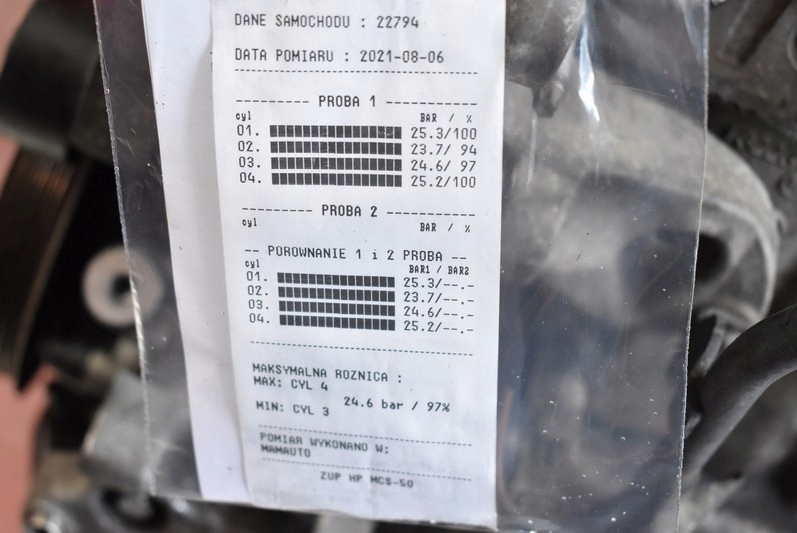 DANE SAMOCHODU : 22794
DATA POMIARU : 2021-08-06
--------- PROBA 1 -----------
cyl BAR / %
01. 25.3/100
02. 23.7/ 94
03. 24.6/ 97
04. 25.2/100
--------- PROBA 2 -----------
cyl BAR / %
-- POROWNANIE 1 i 2 PROBA --
cyl BAR1 / BAR2
01. 25.3/--.-
02. 23.7/--.-
03. 24.6/--.-
04. 25.2/--.-
MAKSYMALNA ROZNICA :
MAX: CYL 4
24.6 bar / 97%
MIN: CYL 3
POMIAR WYKONANO W:
MAMAUTO
ZUP HP MCS-50